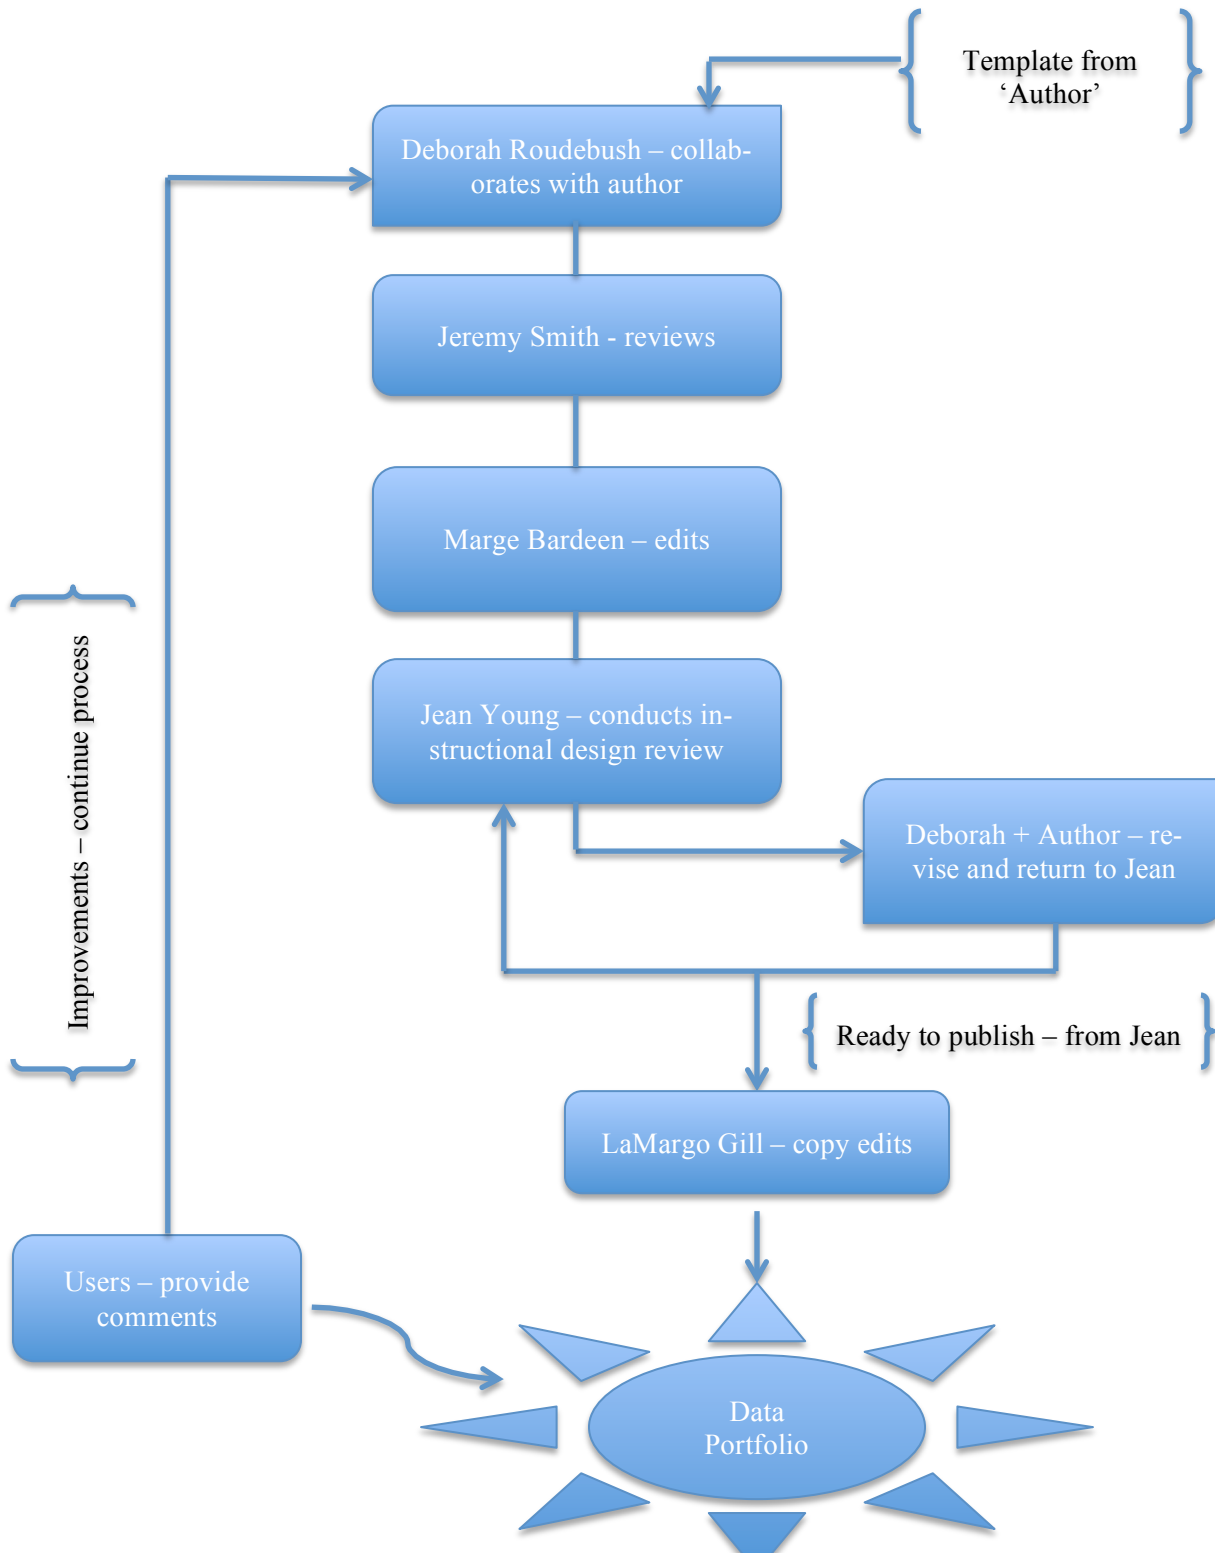 Template from
‘Author’
Deborah Roudebush – collab-
orates with author
Jeremy Smith - reviews
Marge Bardeen – edits
Jean Young – conducts in-
structional design review
Deborah + Author – re-
vise and return to Jean
Improvements – continue process
Ready to publish – from Jean
LaMargo Gill – copy edits
Users – provide
comments
Data
Portfolio